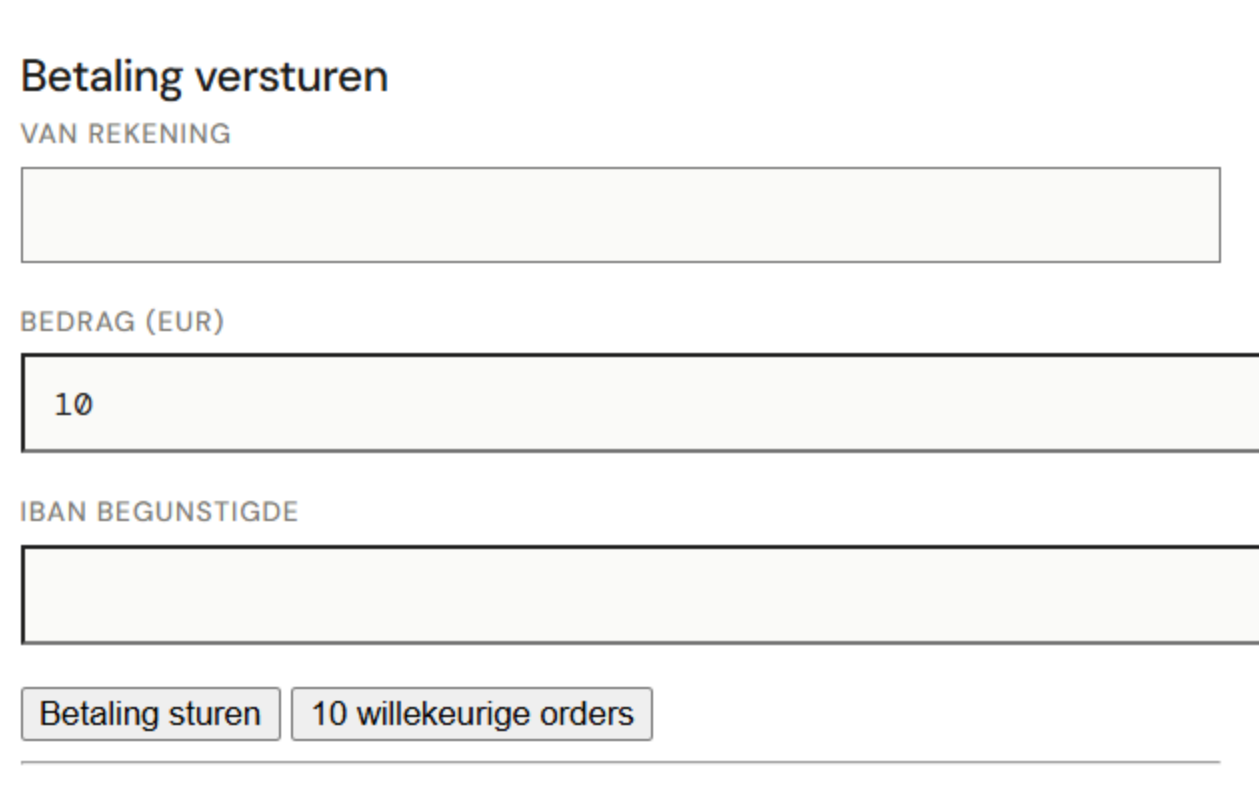 Betaling versturen
VAN REKENING
BEDRAG (EUR)
10
IBAN BEGUNSTIGDE
Betaling sturen 10 willekeurige orders